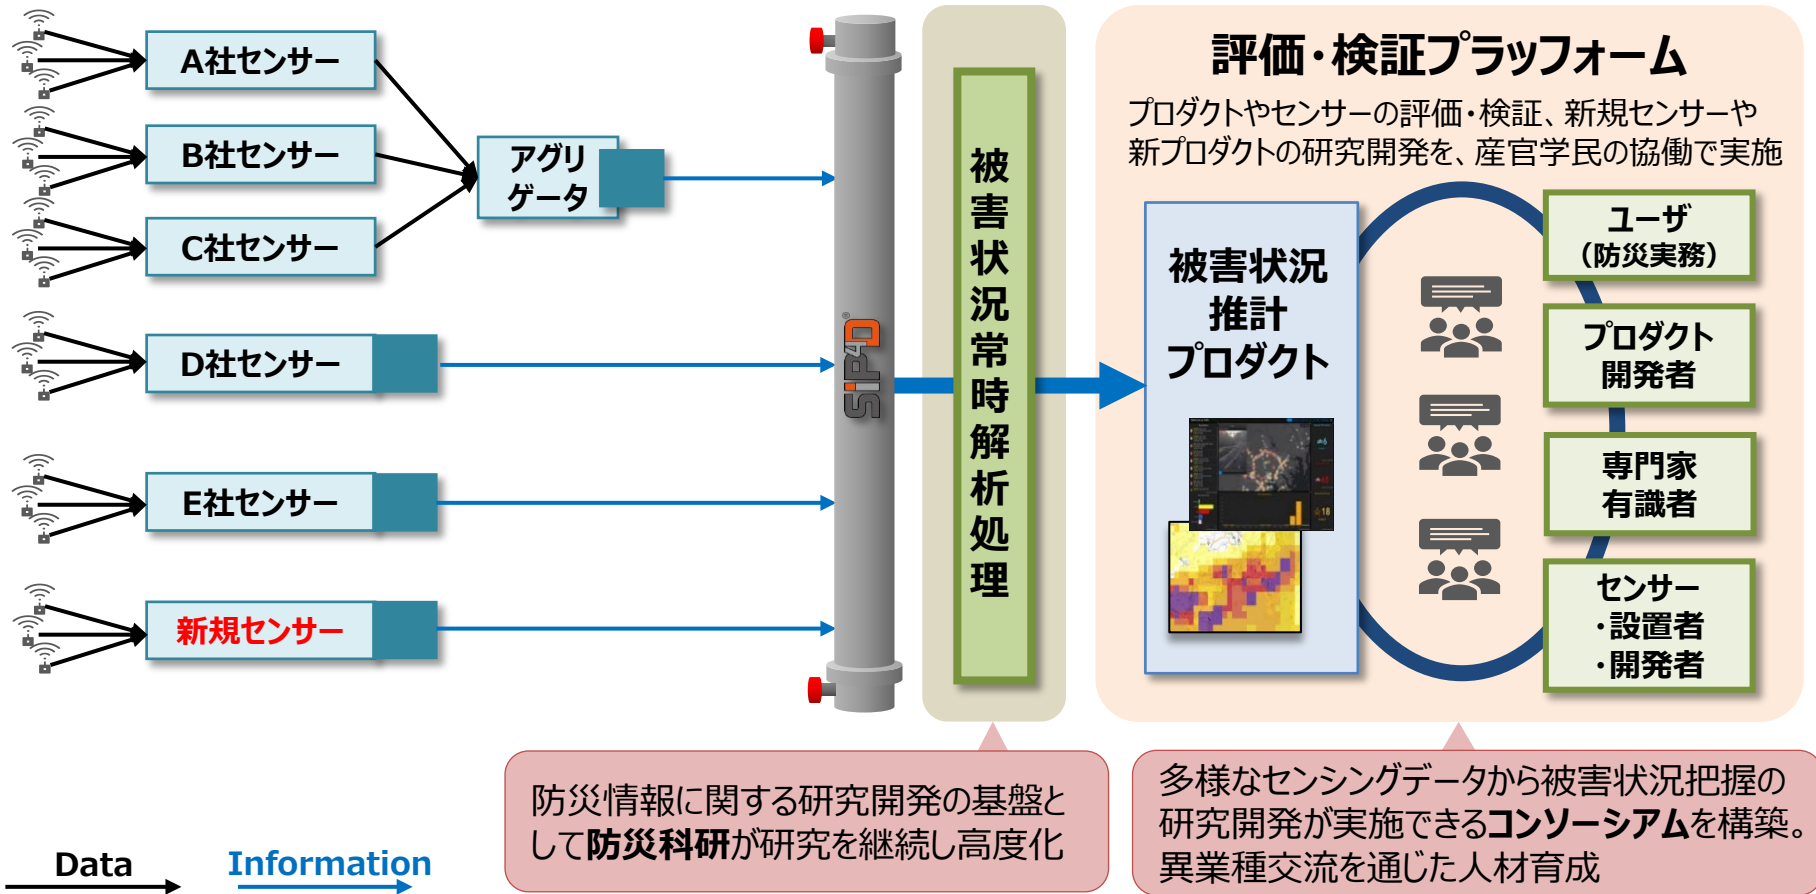 A社センサー
B社センサー
C社センサー
アグリ
ゲータ
D社センサー
E社センサー
新規センサー
SIP4D
®
被害状況常時解析処理
評価・検証プラッフォーム
プロダクトやセンサーの評価・検証、新規センサーや
新プロダクトの研究開発を、産官学民の協働で実施
被害状況
推計
プロダクト
18
ユーザ
（防災実務）
プロダクト
開発者
専門家
有識者
センサー
・設置者
・開発者
防災情報に関する研究開発の基盤と
して防災科研が研究を継続し高度化
多様なセンシングデータから被害状況把握の
研究開発が実施できるコンソーシアムを構築。
異業種交流を通じた人材育成
Data
Information